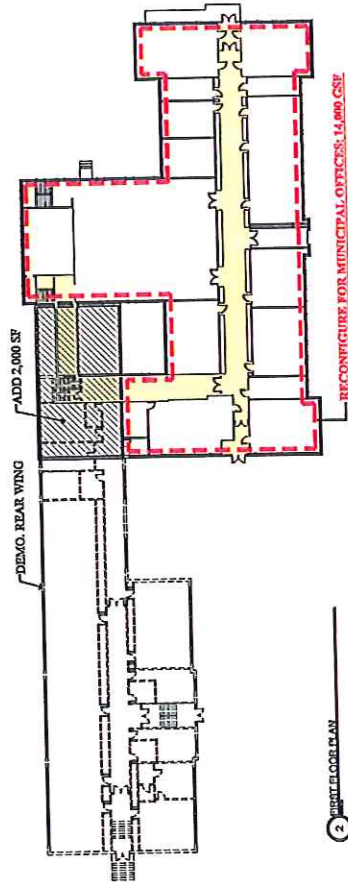 ADD 2,000 SF
DEMO. REAR WING
RECONFIGURE FOR MUNICIPAL OFFICES: 14,000 GSF
2
FIRST FLOOR PLAN